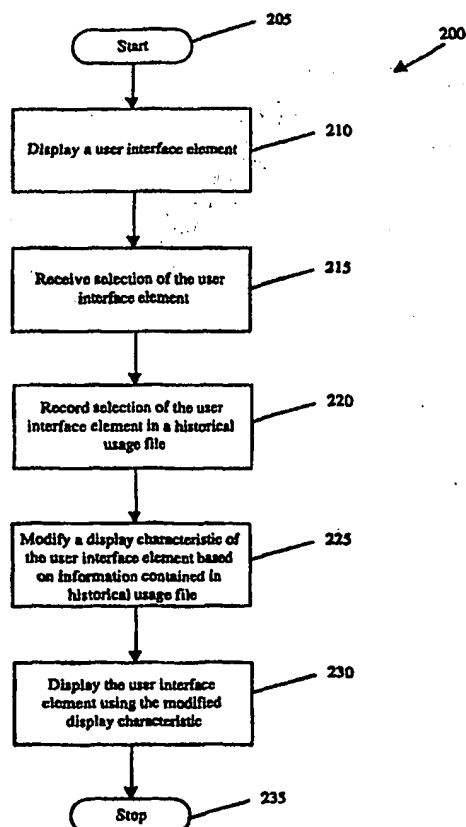 205
Start
200
210
Display a user interface element
215
Receive selection of the user
interface element
220
Record selection of the user
interface element in a historical
usage file
225
Modify a display characteristic of
the user interface element based
on information contained in
historical usage file
230
Display the user interface
element using the modified
display characteristic
235
Stop